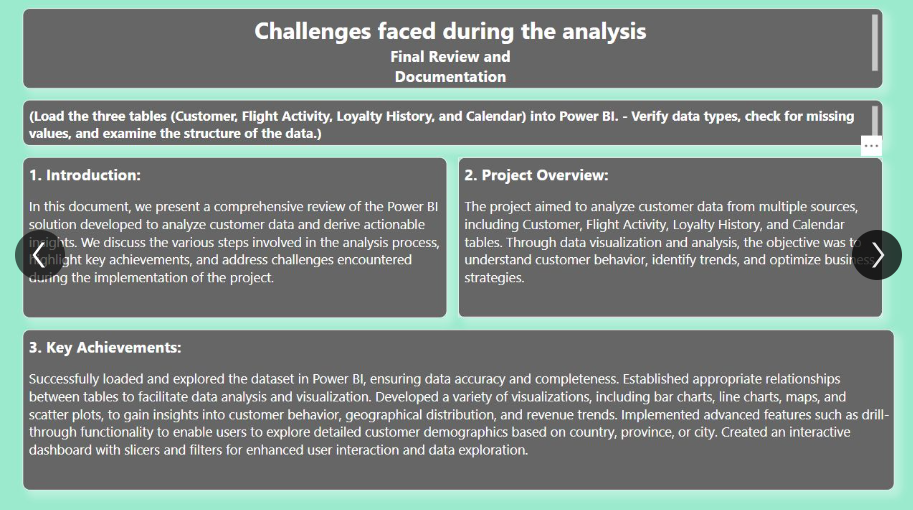 Challenges faced during the analysis
Final Review and
Documentation
(Load the three tables (Customer, Flight Activity, Loyalty History, and Calendar) into Power BI. - Verify data types, check for missing
values, and examine the structure of the data.)
1. Introduction:
In this document, we present a comprehensive review of the Power BI
solution developed to analyze customer data and derive actionable
insights. We discuss the various steps involved in the analysis process,
highlight key achievements, and address challenges encountered
during the implementation of the project.
2. Project Overview:
The project aimed to analyze customer data from multiple sources,
including Customer, Flight Activity, Loyalty History, and Calendar
tables. Through data visualization and analysis, the objective was to
understand customer behavior, identify trends, and optimize business
strategies.
3. Key Achievements:
Successfully loaded and explored the dataset in Power BI, ensuring data accuracy and completeness. Established appropriate relationships
between tables to facilitate data analysis and visualization. Developed a variety of visualizations, including bar charts, line charts, maps, and
scatter plots, to gain insights into customer behavior, geographical distribution, and revenue trends. Implemented advanced features such as drill-
through functionality to enable users to explore detailed customer demographics based on country, province, or city. Created an interactive
dashboard with slicers and filters for enhanced user interaction and data exploration.